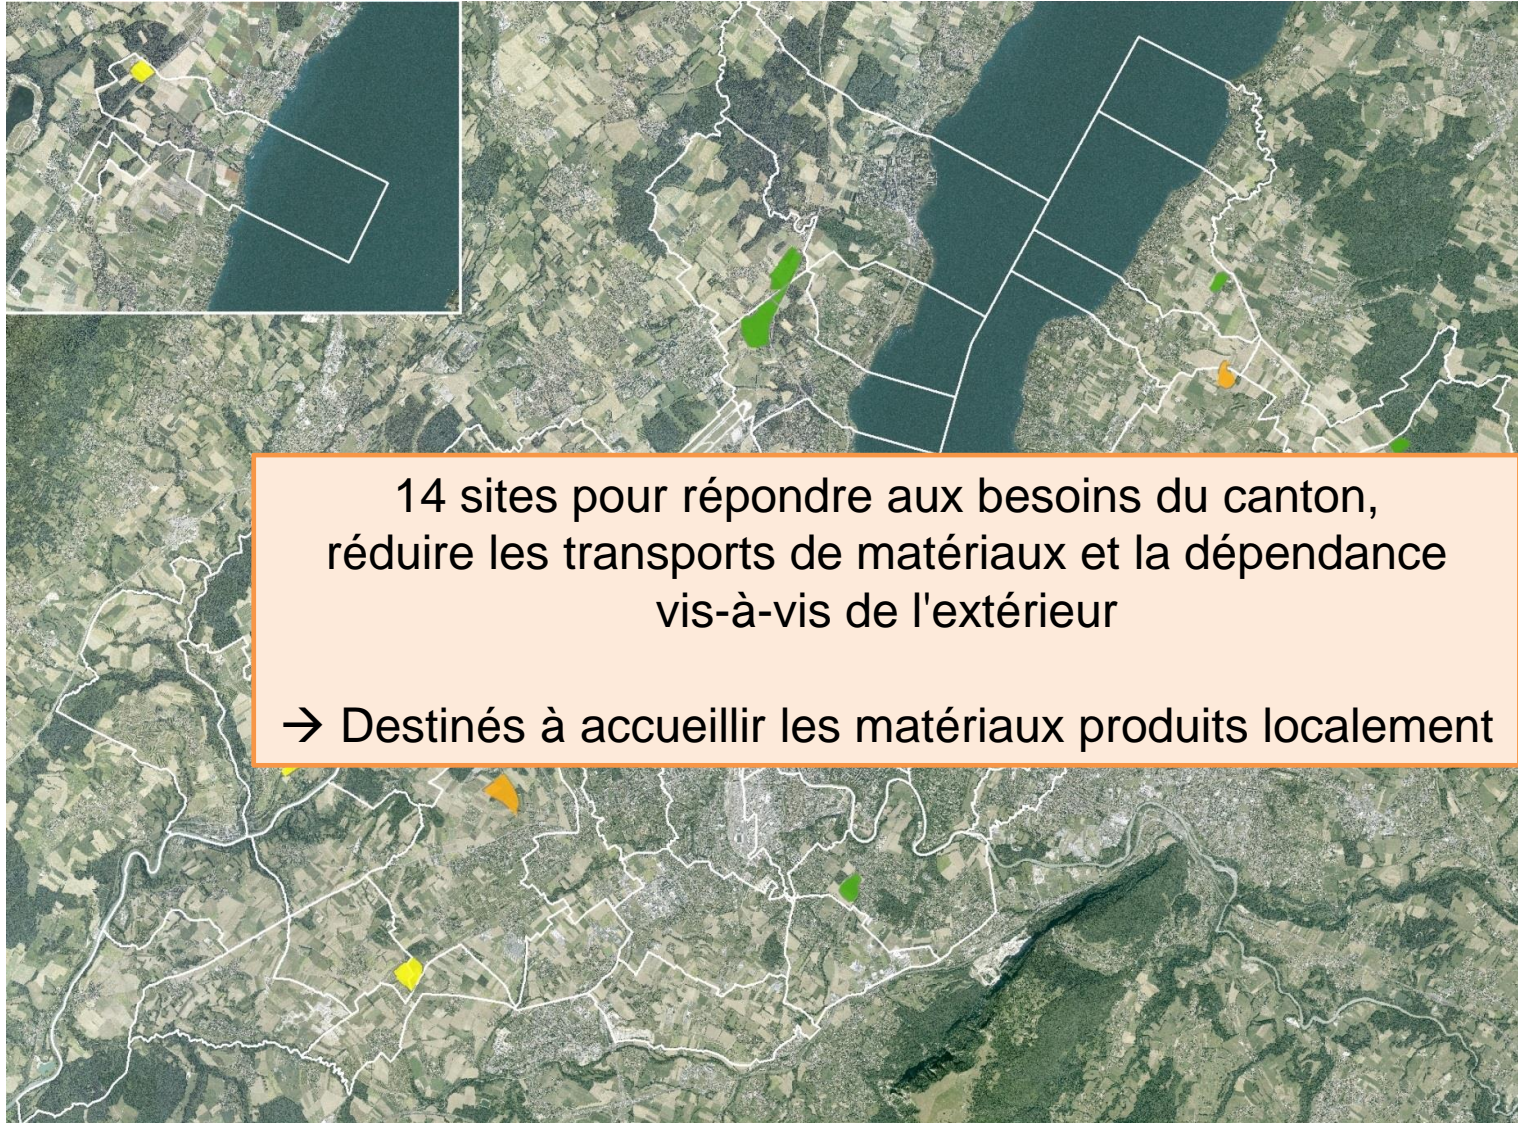 14 sites pour répondre aux besoins du canton,
réduire les transports de matériaux et la dépendance
vis-à-vis de l'extérieur
→ Destinés à accueillir les matériaux produits localement